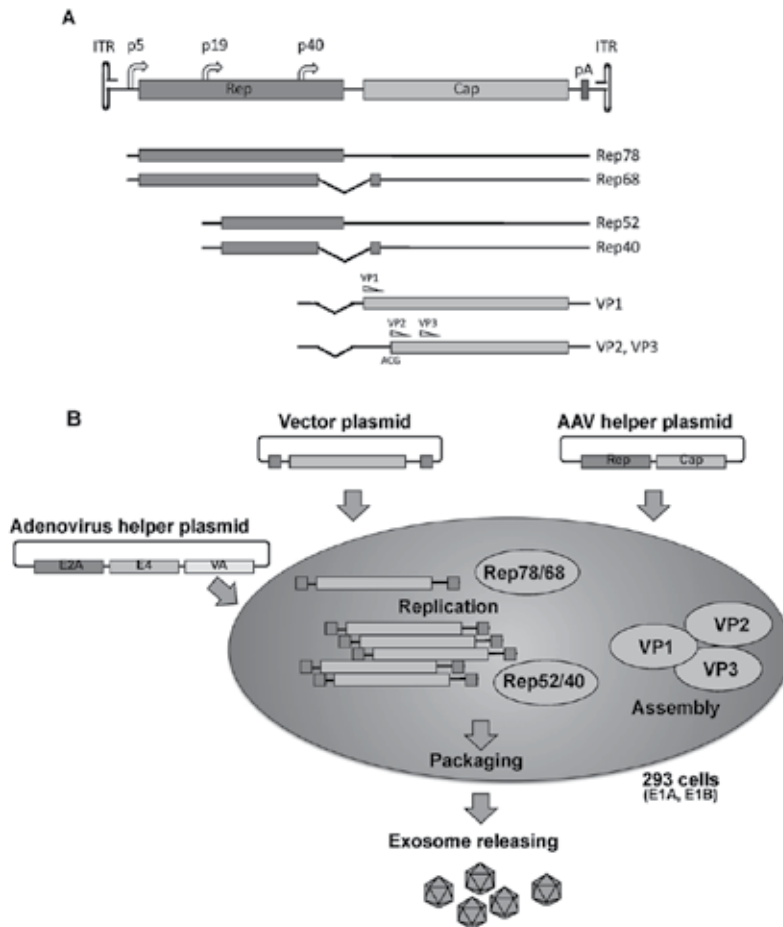 A
ITR p5 p19 p40 pA ITR
Rep Cap
Rep78
Rep68
Rep52
Rep40
VP1
VP1
VP2 VP3
VP2, VP3
ACG
B
Vector plasmid
AAV helper plasmid
Rep Cap
Adenovirus helper plasmid
E2A E4 VA
Rep78/68
Replication
VP2
VP1
VP3
Rep52/40
Assembly
Packaging
293 cells
(E1A, E1B)
Exosome releasing